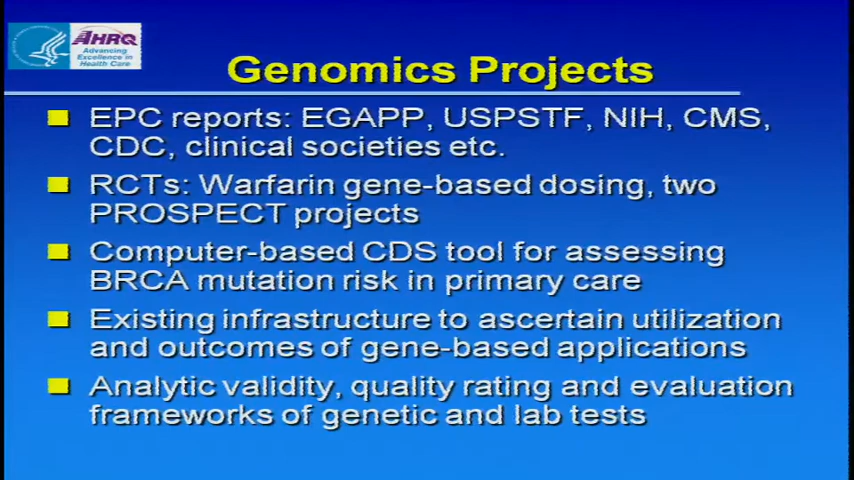 AHRQ
Advancing
Excellence in
Health Care
Genomics Projects
EPC reports: EGAPP, USPSTF, NIH, CMS,
CDC, clinical societies etc.
RCTs: Warfarin gene-based dosing, two
PROSPECT projects
Computer-based CDS tool for assessing
BRCA mutation risk in primary care
Existing infrastructure to ascertain utilization
and outcomes of gene-based applications
Analytic validity, quality rating and evaluation
frameworks of genetic and lab tests